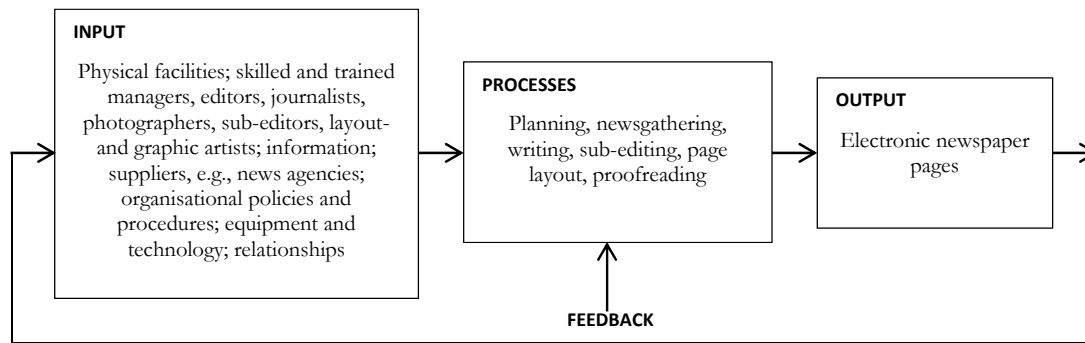 INPUT
Physical facilities; skilled and trained
managers, editors, journalists,
photographers, sub-editors, layout-
and graphic artists; information;
suppliers, e.g., news agencies;
organisational policies and
procedures; equipment and
technology; relationships
PROCESSES
Planning, newsgathering,
writing, sub-editing, page
layout, proofreading
OUTPUT
Electronic newspaper
pages
FEEDBACK